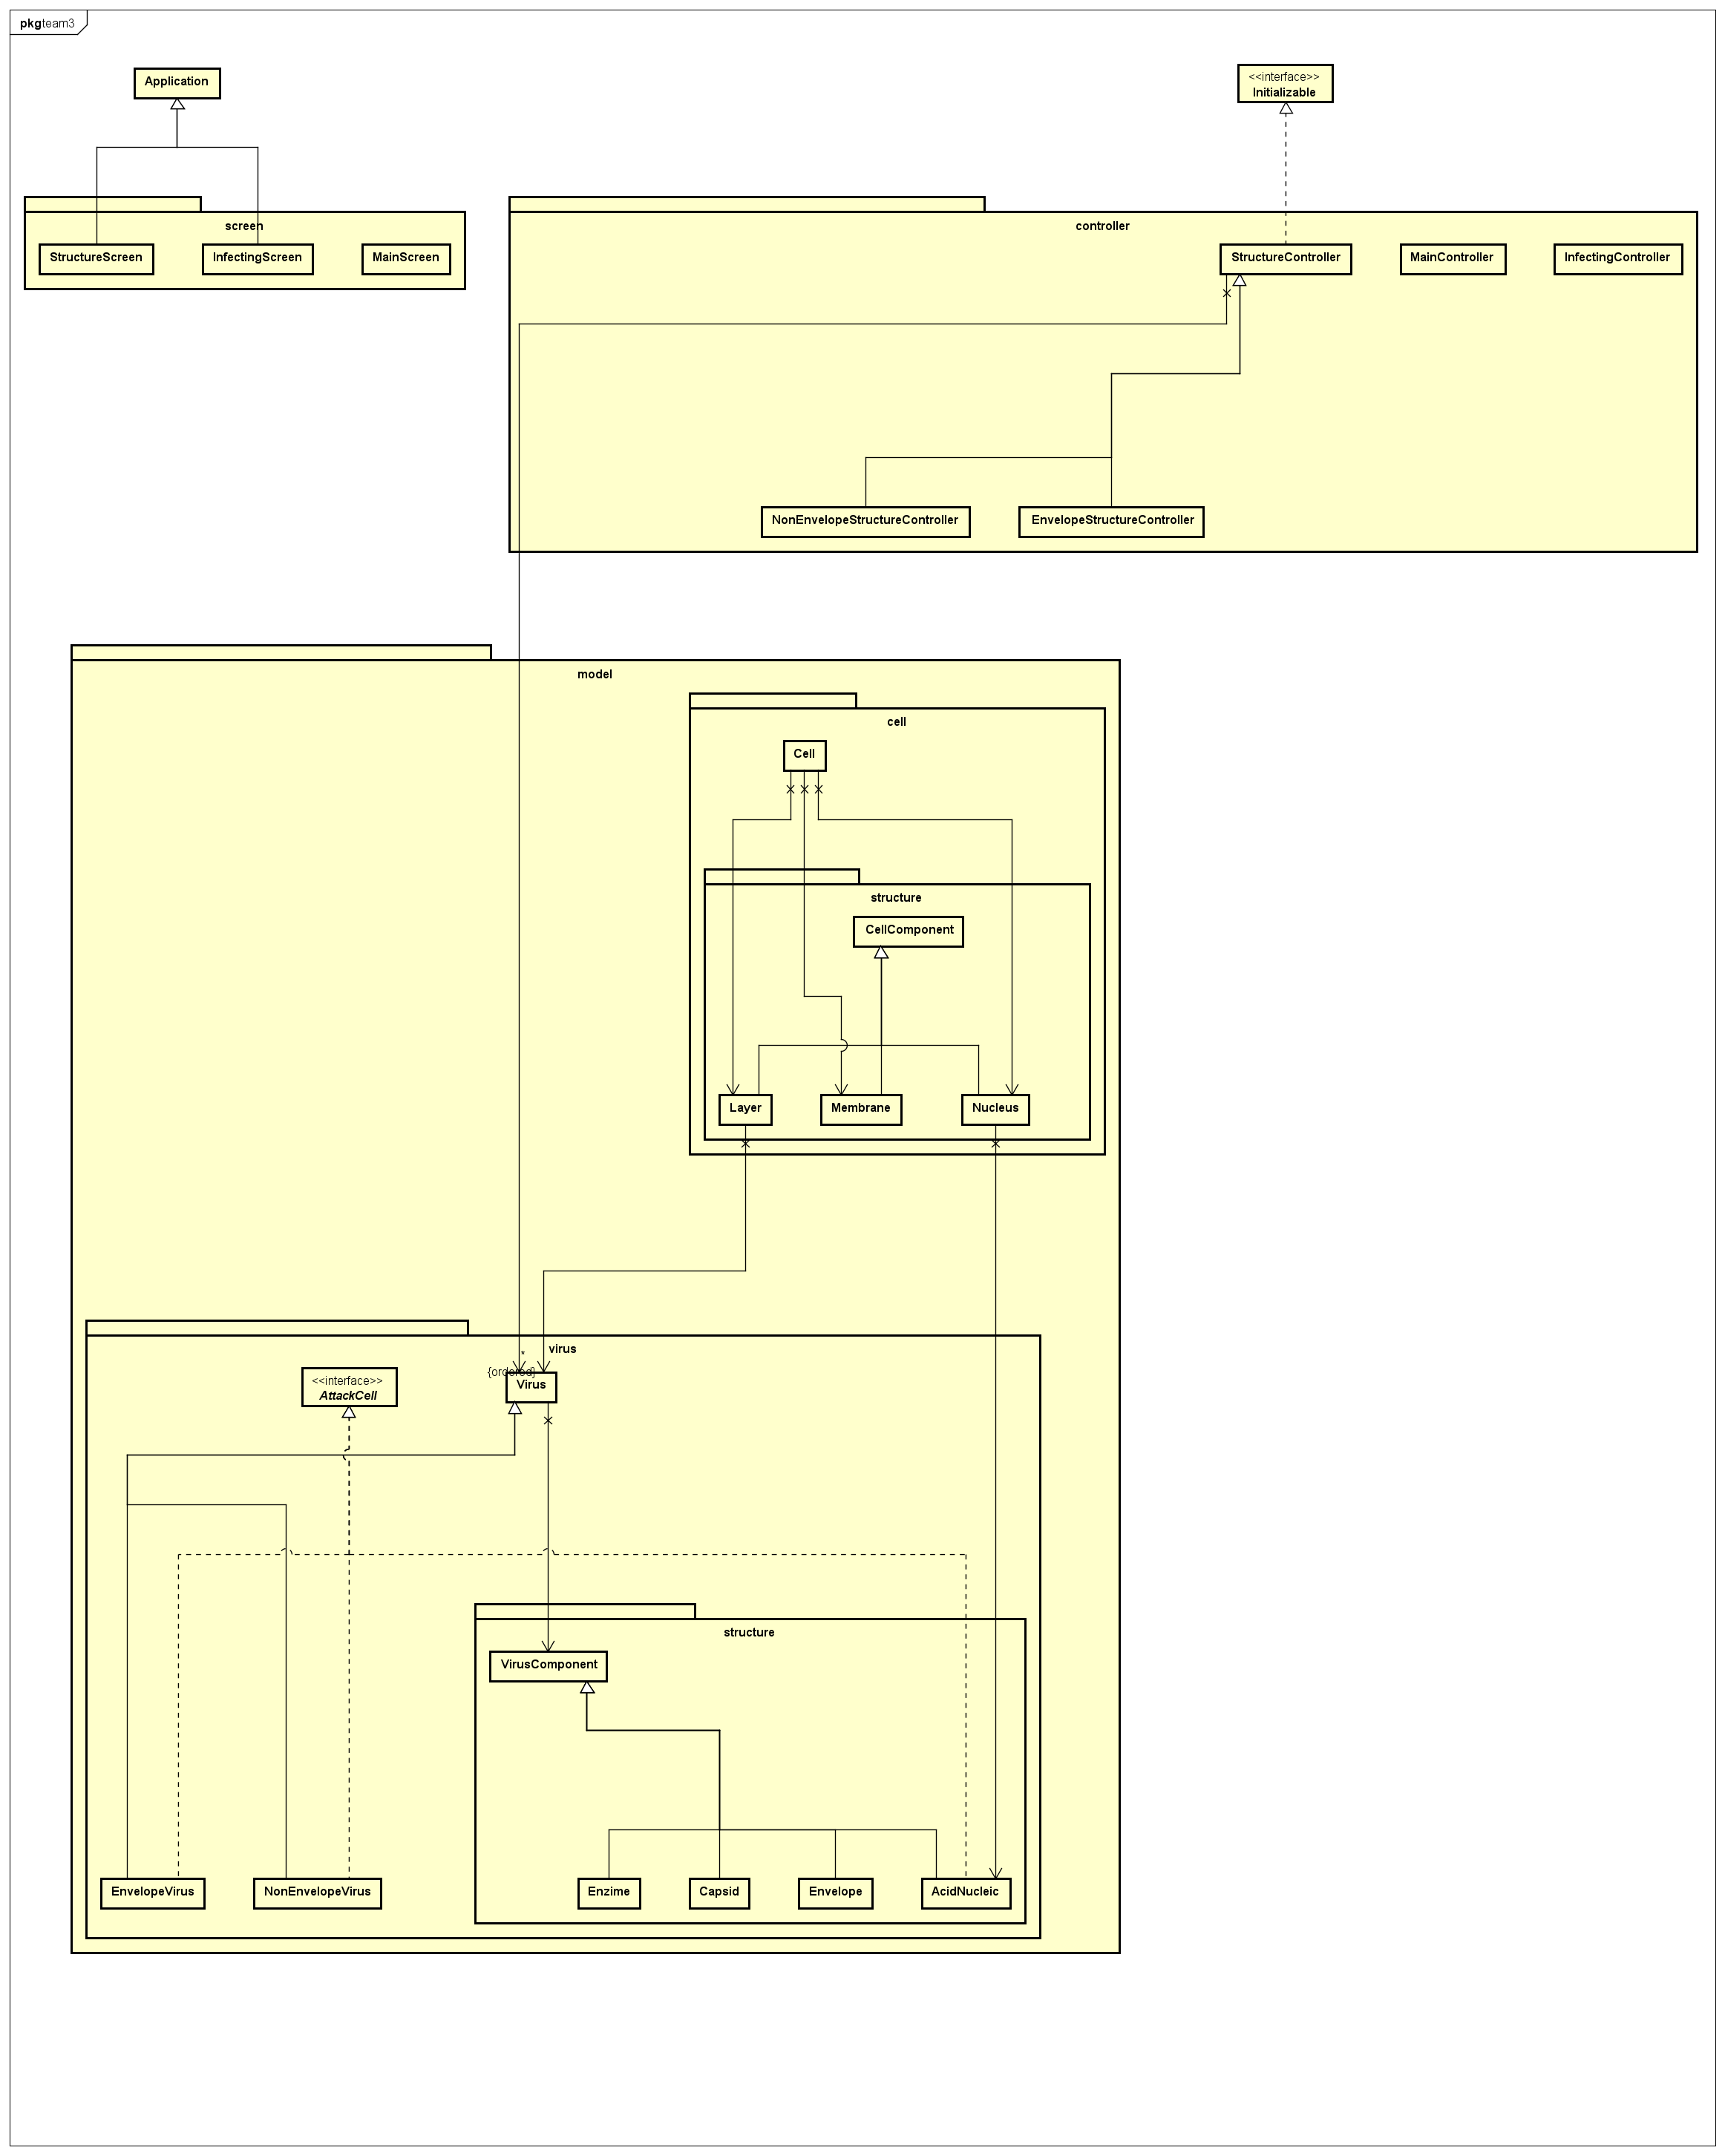 pkgteam3
Application
<<interface>>
Initializable
screen
StructureScreen
InfectingScreen
MainScreen
controller
StructureController
MainController
InfectingController
NonEnvelopeStructureController
EnvelopeStructureController
model
cell
Cell
structure
CellComponent
Layer
Membrane
Nucleus
virus
*
{ordered}
<<interface>>
AttackCell
Virus
structure
VirusComponent
EnvelopeVirus
NonEnvelopeVirus
Enzime
Capsid
Envelope
AcidNucleic